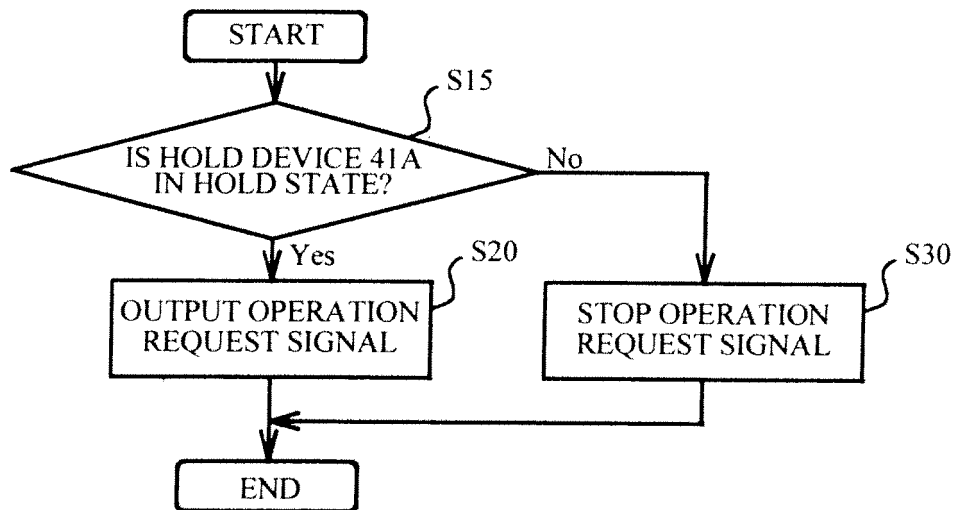 START
S15
IS HOLD DEVICE 41A
IN HOLD STATE?
No
Yes
S20
S30
OUTPUT OPERATION
REQUEST SIGNAL
STOP OPERATION
REQUEST SIGNAL
END